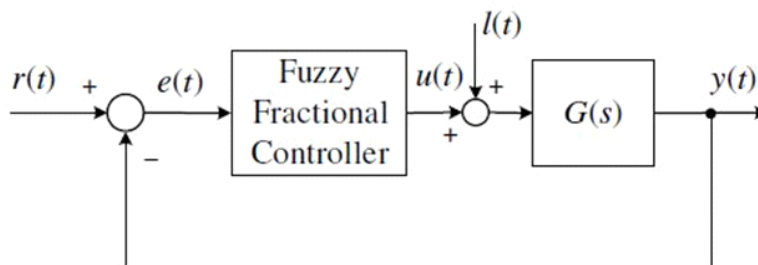 l(t)
r(t) + e(t)
Fuzzy
Fractional
Controller
u(t) + G(s) y(t)
+
−